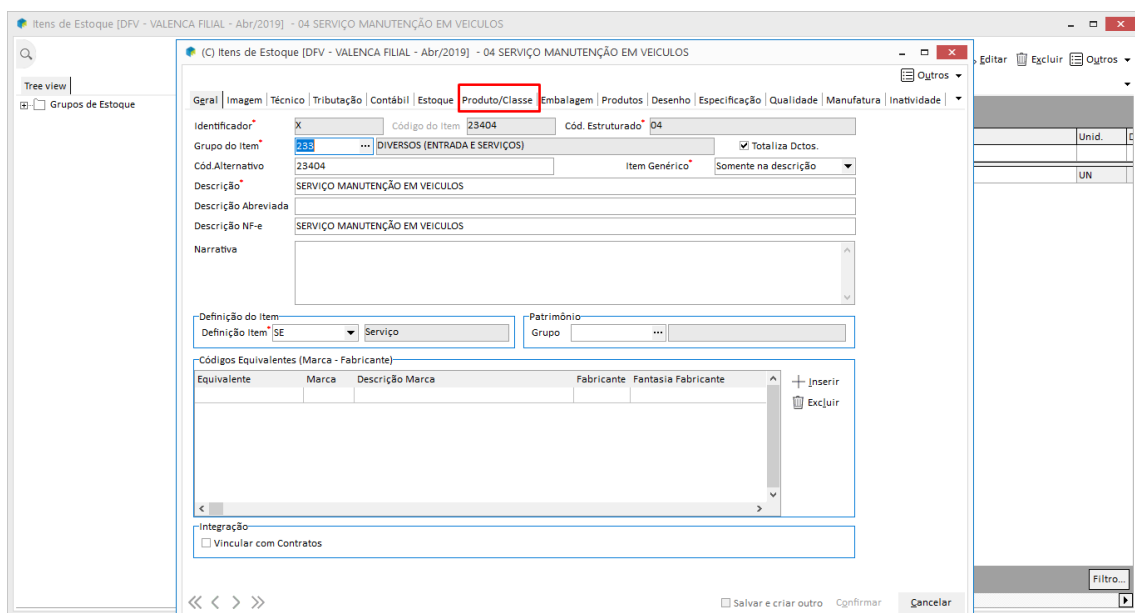 Itens de Estoque [DFV - VALENCA FILIAL - Abr/2019] - 04 SERVIÇO MANUTENÇÃO EM VEICULOS
(C) Itens de Estoque [DFV - VALENCA FILIAL - Abr/2019] - 04 SERVIÇO MANUTENÇÃO EM VEICULOS
Editar Excluir Outros
Outros
Tree view
Grupos de Estoque
Geral Imagem Técnico Tributação Contábil Estoque Produto/Classe Embalagem Produtos Desenho Especificação Qualidade Manufatura Inatividade
Identificador* X Código do Item 23404 Cód. Estruturado* 04
Grupo do Item* 233 ... DIVERSOS (ENTRADA E SERVIÇOS) Totaliza Dctos.
Cód.Alternativo 23404 Item Genérico* Somente na descrição
Descrição* SERVIÇO MANUTENÇÃO EM VEICULOS
Descrição Abreviada
Descrição NF-e SERVIÇO MANUTENÇÃO EM VEICULOS
Narrativa
Unid.
UN
Definição do Item
Definição Item* SE Serviço
Patrimônio
Grupo ...
Códigos Equivalentes (Marca - Fabricante)
Equivalente Marca Descrição Marca Fabricante Fantasia Fabricante
Inserir
Excluir
Integração
Vincular com Contratos
Filtro...
Salvar e criar outro Confirmar Cancelar